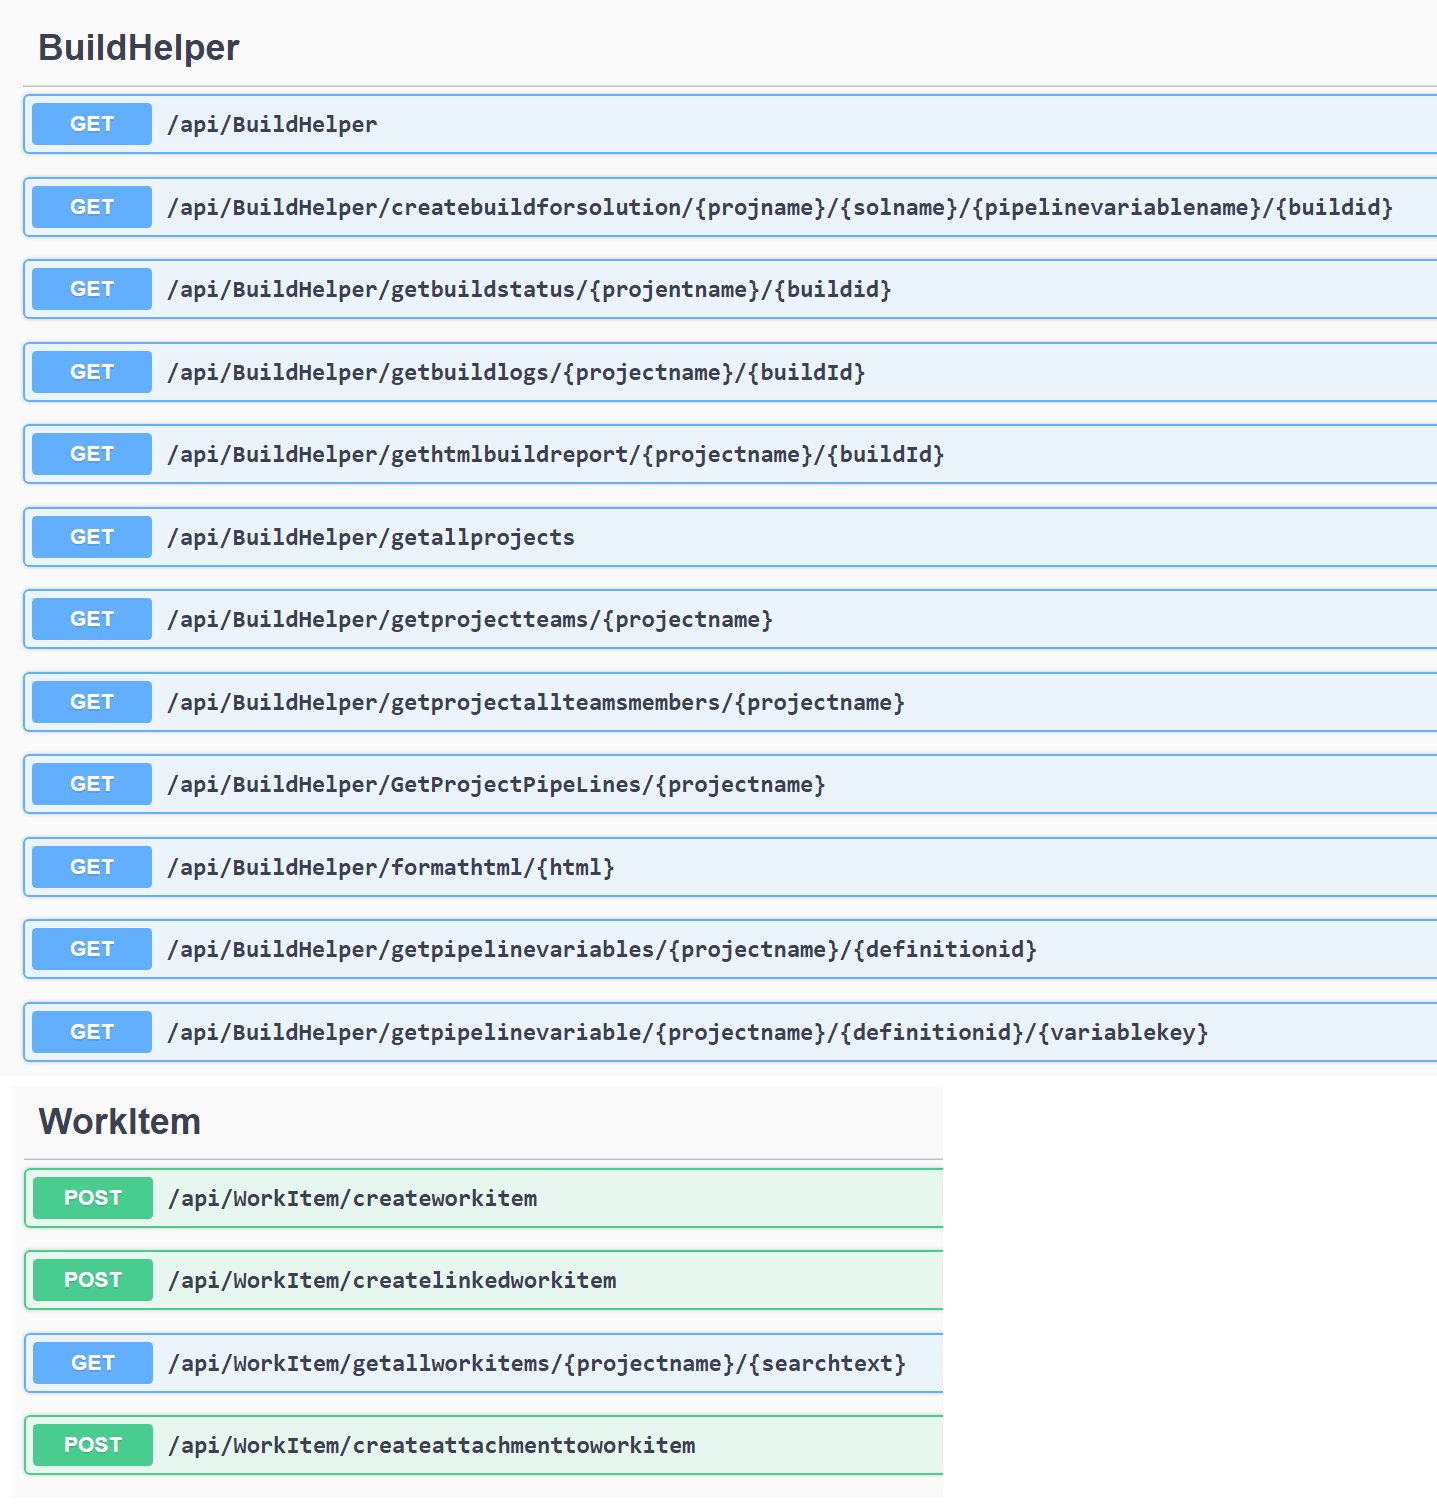 BuildHelper
GET /api/BuildHelper
GET /api/BuildHelper/createbuildforsolution/{projname}/{solname}/{pipelinevariablename}/{buildid}
GET /api/BuildHelper/getbuildstatus/{projentname}/{buildid}
GET /api/BuildHelper/getbuildlogs/{projectname}/{buildId}
GET /api/BuildHelper/gethtmlbuildreport/{projectname}/{buildId}
GET /api/BuildHelper/getallprojects
GET /api/BuildHelper/getprojectteams/{projectname}
GET /api/BuildHelper/getprojectallteamsmembers/{projectname}
GET /api/BuildHelper/GetProjectPipeLines/{projectname}
GET /api/BuildHelper/formathtml/{html}
GET /api/BuildHelper/getpipelinevariables/{projectname}/{definitionid}
GET /api/BuildHelper/getpipelinevariable/{projectname}/{definitionid}/{variablekey}
WorkItem
POST /api/WorkItem/createworkitem
POST /api/WorkItem/createlinkedworkitem
GET /api/WorkItem/getallworkitems/{projectname}/{searchtext}
POST /api/WorkItem/createattachmenttoworkitem